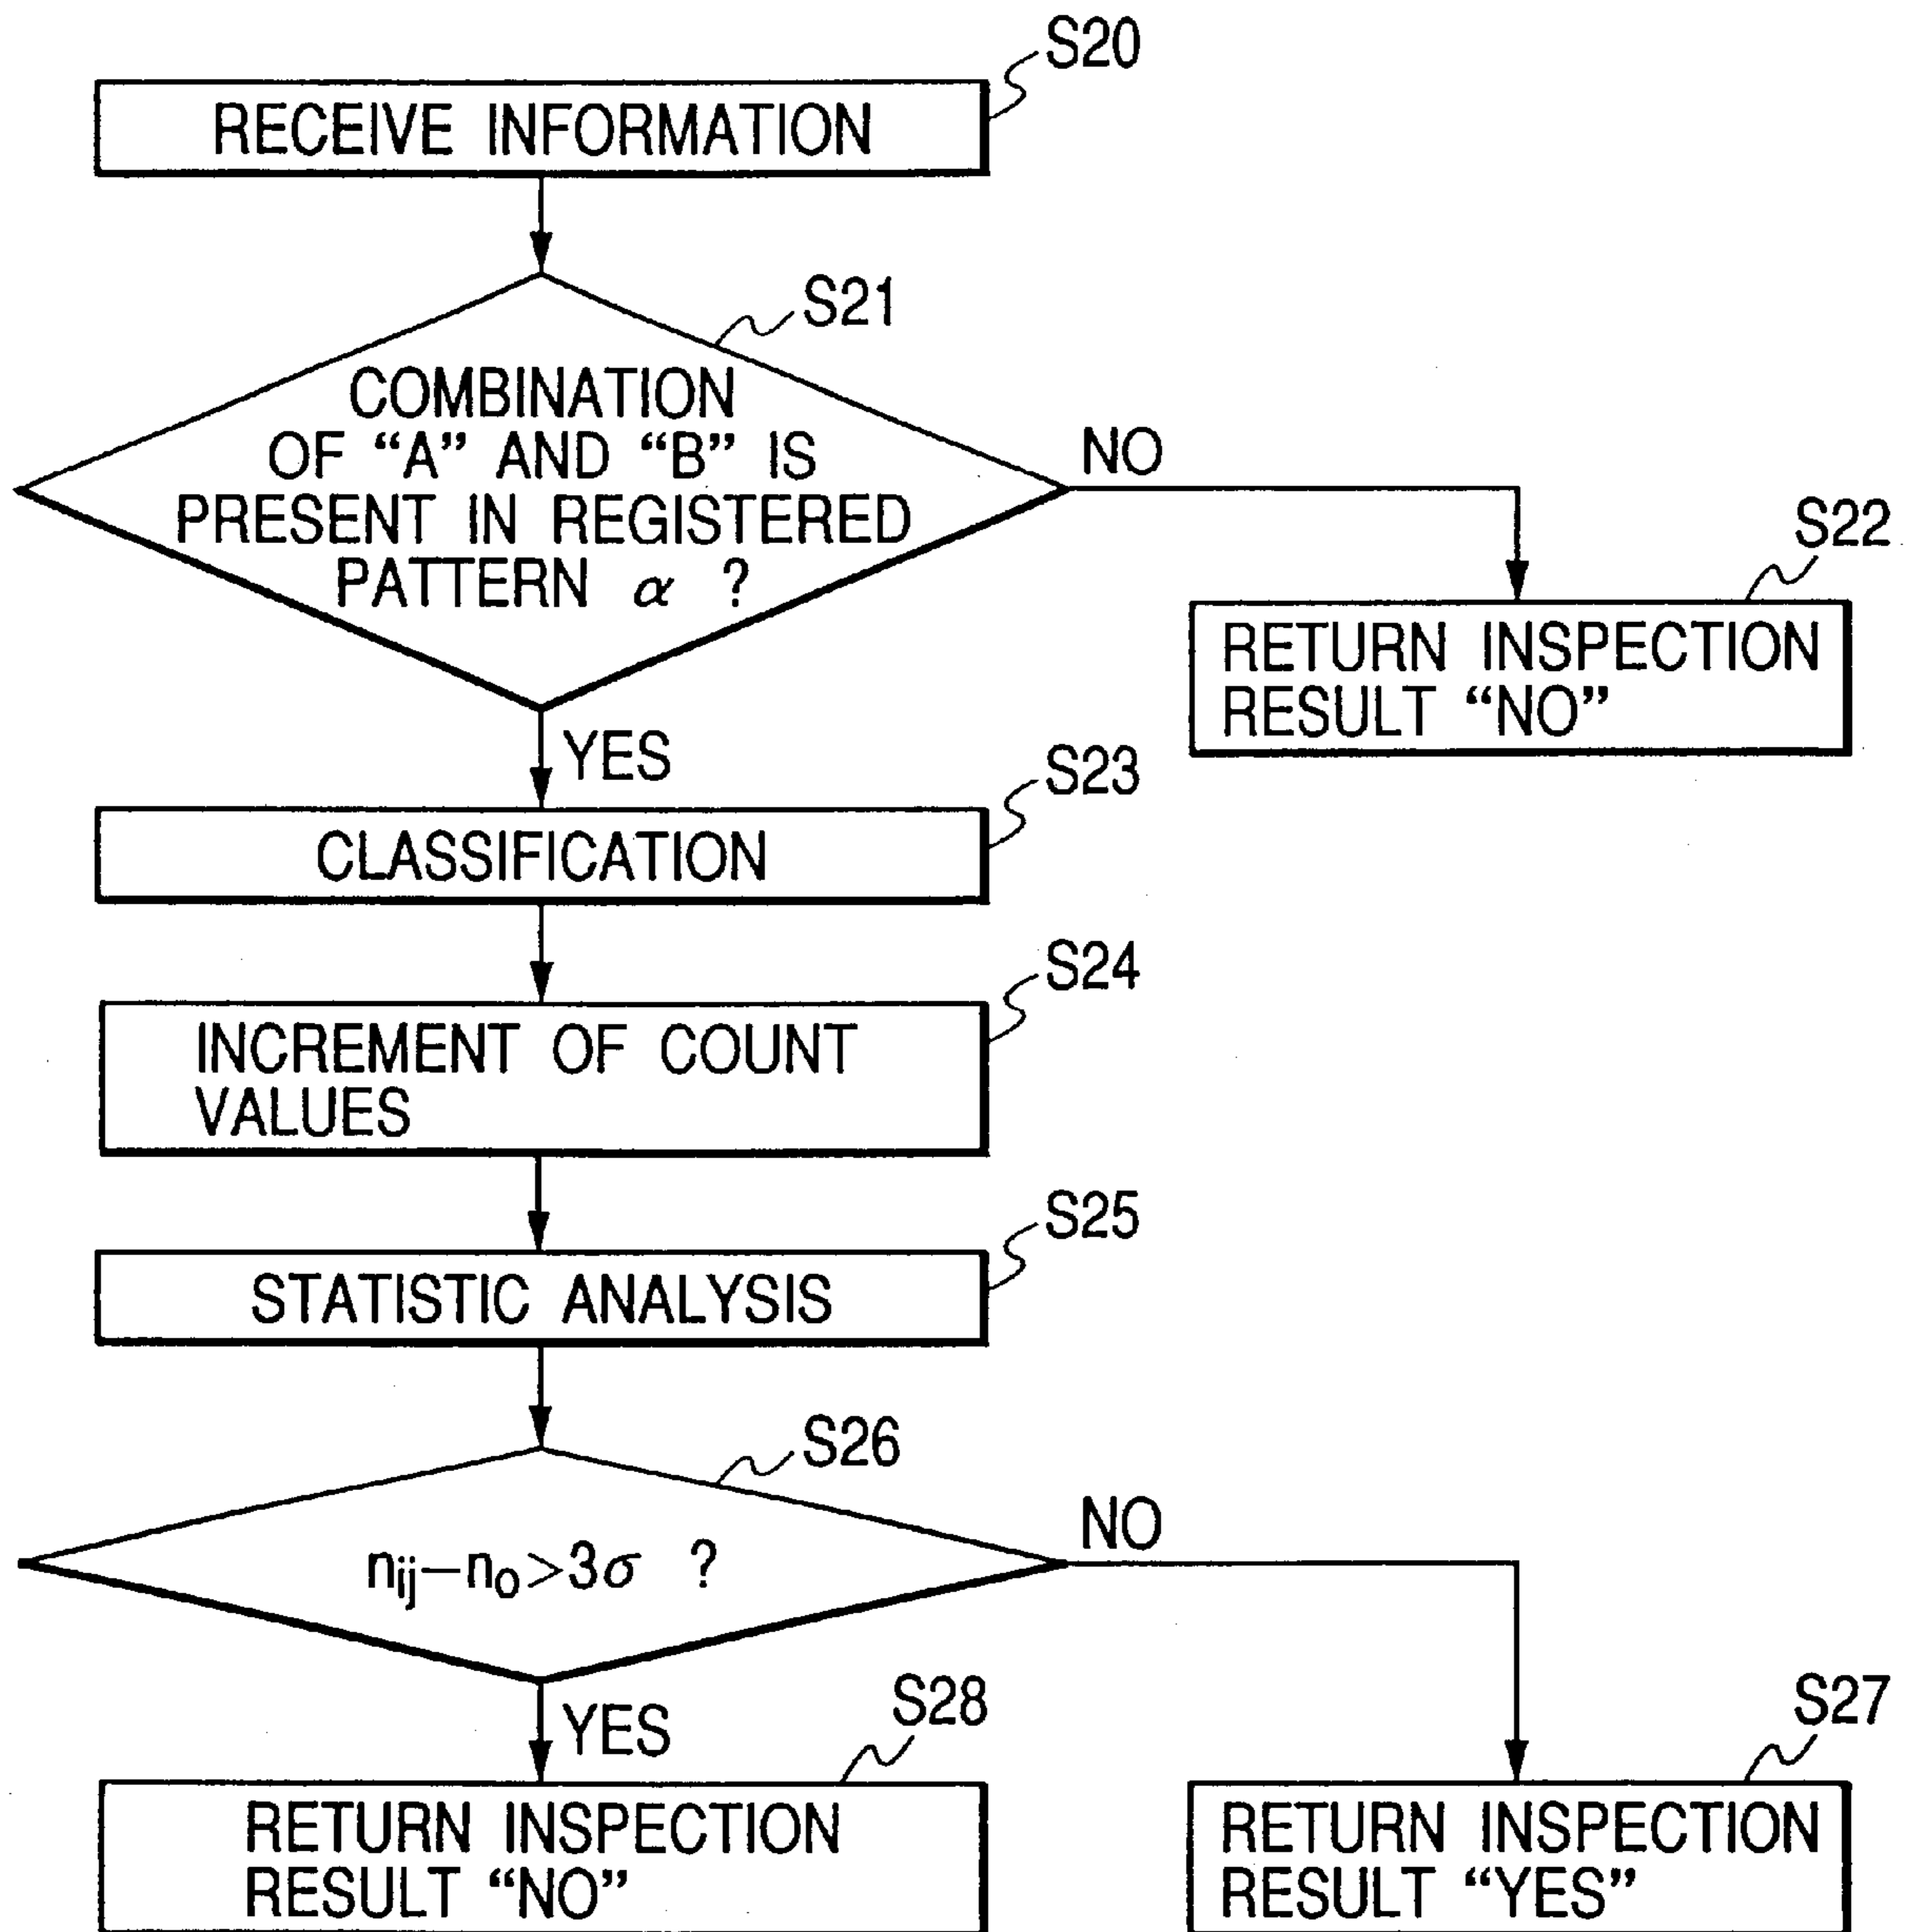 S20
RECEIVE INFORMATION
S21
COMBINATION
OF “A” AND “B” IS
PRESENT IN REGISTERED
PATTERN α ?
NO
S22
RETURN INSPECTION
RESULT “NO”
YES
S23
CLASSIFICATION
S24
INCREMENT OF COUNT
VALUES
S25
STATISTIC ANALYSIS
S26
nij−n0>3σ ?
NO
YES
S28
RETURN INSPECTION
RESULT “NO”
S27
RETURN INSPECTION
RESULT “YES”